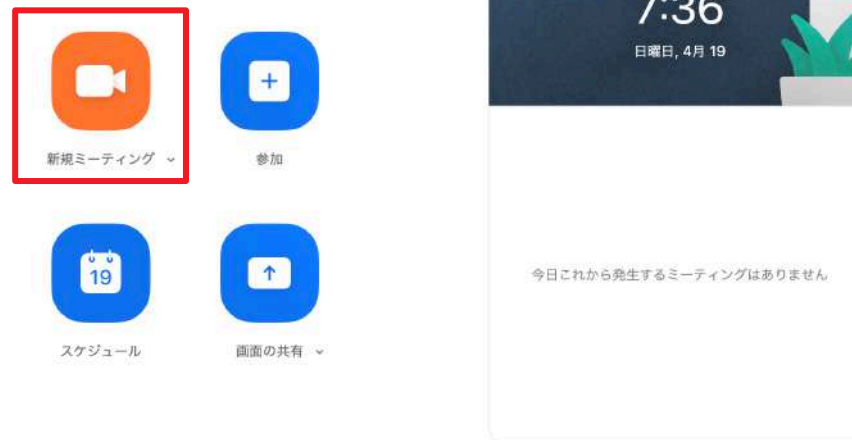 7:36
日曜日, 4月 19
新規ミーティング
参加
19
スケジュール
画面の共有
今日これから発生するミーティングはありません